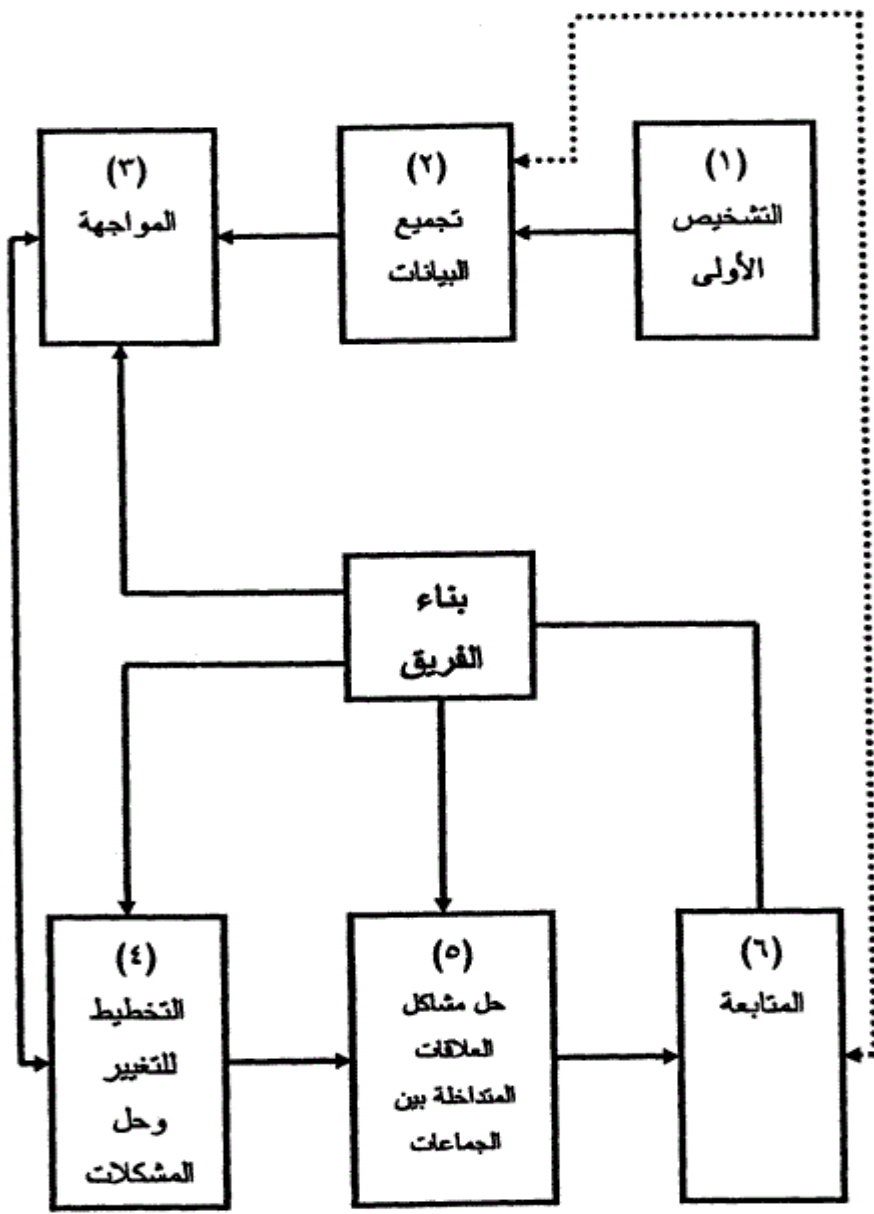 (١)
التشخيص
الأولى
(٢)
تجميع
البيانات
(٣)
المواجهة
بناء
الفريق
(٤)
التخطيط
للتغيير
وحل
المشكلات
(٥)
حل مشاكل
العلاقات
المتداخلة بين
الجماعات
(٦)
المتابعة